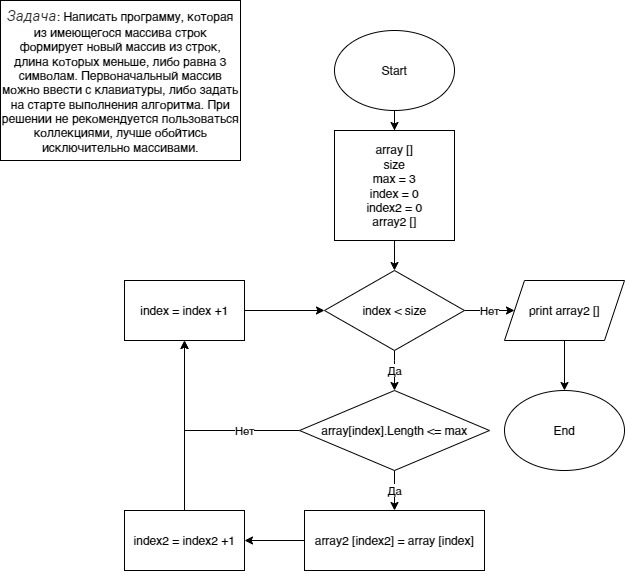 Задача: Написать программу, которая
из имеющегося массива строк
формирует новый массив из строк,
длина которых меньше, либо равна 3
символам. Первоначальный массив
можно ввести с клавиатуры, либо задать
на старте выполнения алгоритма. При
решении не рекомендуется пользоваться
коллекциями, лучше обойтись
исключительно массивами.
Start
array []
size
max = 3
index = 0
index2 = 0
array2 []
index = index +1
index < size
Нет
print array2 []
Да
Нет
array[index].Length <= max
End
Да
index2 = index2 +1
array2 [index2] = array [index]